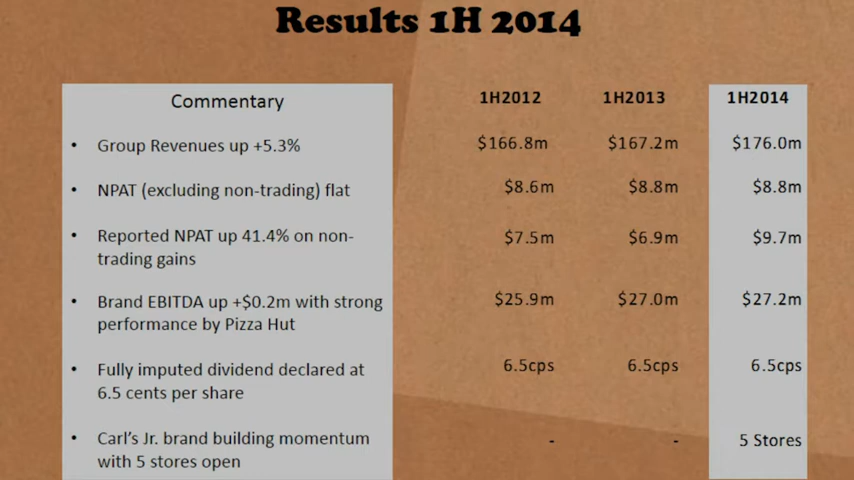 Results 1H 2014
Commentary 1H2012 1H2013 1H2014
• Group Revenues up +5.3% $166.8m $167.2m $176.0m
• NPAT (excluding non-trading) flat $8.6m $8.8m $8.8m
• Reported NPAT up 41.4% on non-
trading gains $7.5m $6.9m $9.7m
• Brand EBITDA up +$0.2m with strong
performance by Pizza Hut $25.9m $27.0m $27.2m
• Fully imputed dividend declared at
6.5 cents per share 6.5cps 6.5cps 6.5cps
• Carl's Jr. brand building momentum
with 5 stores open - - 5 Stores